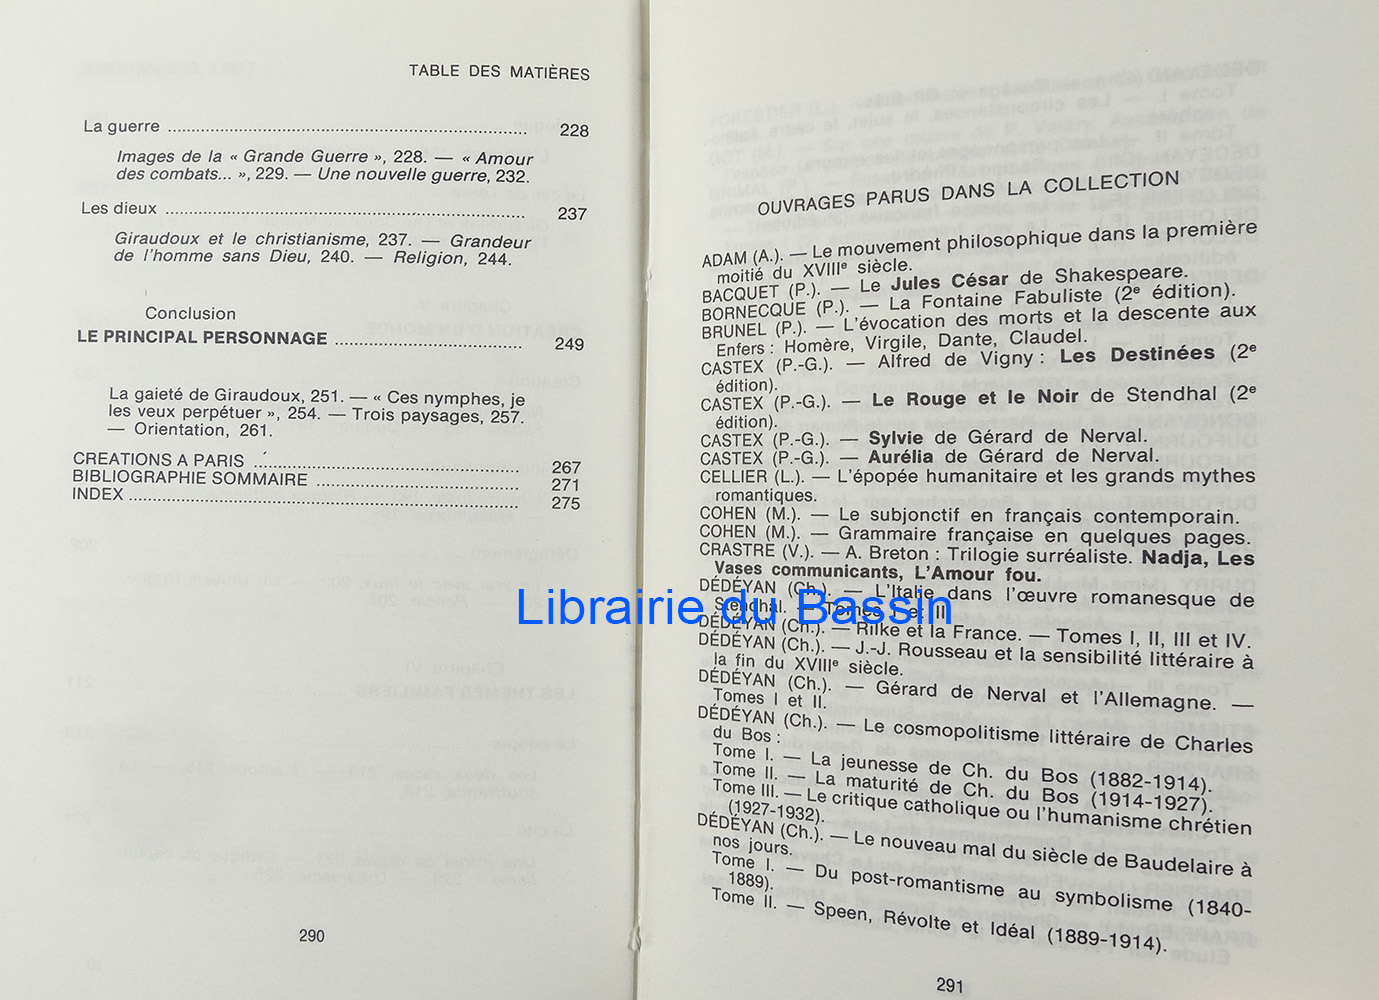 TABLE DES MATIÈRES
La guerre ........ 228
Images de la « Grande Guerre », 228. — « Amour
des combats... », 229. — Une nouvelle guerre, 232.
Les dieux ........ 237
Giraudoux et le christianisme, 237. — Grandeur
de l'homme sans Dieu, 240. — Religion, 244.
Conclusion
LE PRINCIPAL PERSONNAGE ........ 249
La gaieté de Giraudoux, 251. — « Ces nymphes, je
les veux perpétuer », 254. — Trois paysages, 257.
— Orientation, 261.
CREATIONS A PARIS ........ 267
BIBLIOGRAPHIE SOMMAIRE ........ 271
INDEX ........ 275
290
OUVRAGES PARUS DANS LA COLLECTION
ADAM (A.). — Le mouvement philosophique dans la première
moitié du XVIIIe siècle.
BACQUET (P.). — Le Jules César de Shakespeare.
BORNECQUE (P.). — La Fontaine Fabuliste (2e édition).
BRUNEL (P.). — L'évocation des morts et la descente aux
Enfers : Homère, Virgile, Dante, Claudel.
CASTEX (P.-G.). — Alfred de Vigny : Les Destinées (2e
édition).
CASTEX (P.-G.). — Le Rouge et le Noir de Stendhal (2e
édition).
CASTEX (P.-G.). — Sylvie de Gérard de Nerval.
CASTEX (P.-G.). — Aurélia de Gérard de Nerval.
CELLIER (L.). — L'épopée humanitaire et les grands mythes
romantiques.
COHEN (M.). — Le subjonctif en français contemporain.
COHEN (M.). — Grammaire française en quelques pages.
CRASTRE (V.). — A. Breton : Trilogie surréaliste. Nadja, Les
Vases communicants, L'Amour fou.
DÉDÉYAN (Ch.). — L'Italie dans l'œuvre romanesque de
Stendhal. — Tomes I et II.
Librairie du Bassin
DÉDÉYAN (Ch.). — Rilke et la France. — Tomes I, II, III et IV.
DÉDÉYAN (Ch.). — J.-J. Rousseau et la sensibilité littéraire à
la fin du XVIIIe siècle.
DÉDÉYAN (Ch.). — Gérard de Nerval et l'Allemagne. —
Tomes I et II.
DÉDÉYAN (Ch.). — Le cosmopolitisme littéraire de Charles
du Bos :
Tome I. — La jeunesse de Ch. du Bos (1882-1914).
Tome II. — La maturité de Ch. du Bos (1914-1927).
Tome III. — Le critique catholique ou l'humanisme chrétien
(1927-1932).
DÉDÉYAN (Ch.). — Le nouveau mal du siècle de Baudelaire à
nos jours.
Tome I. — Du post-romantisme au symbolisme (1840-
1889).
Tome II. — Speen, Révolte et Idéal (1889-1914).
291